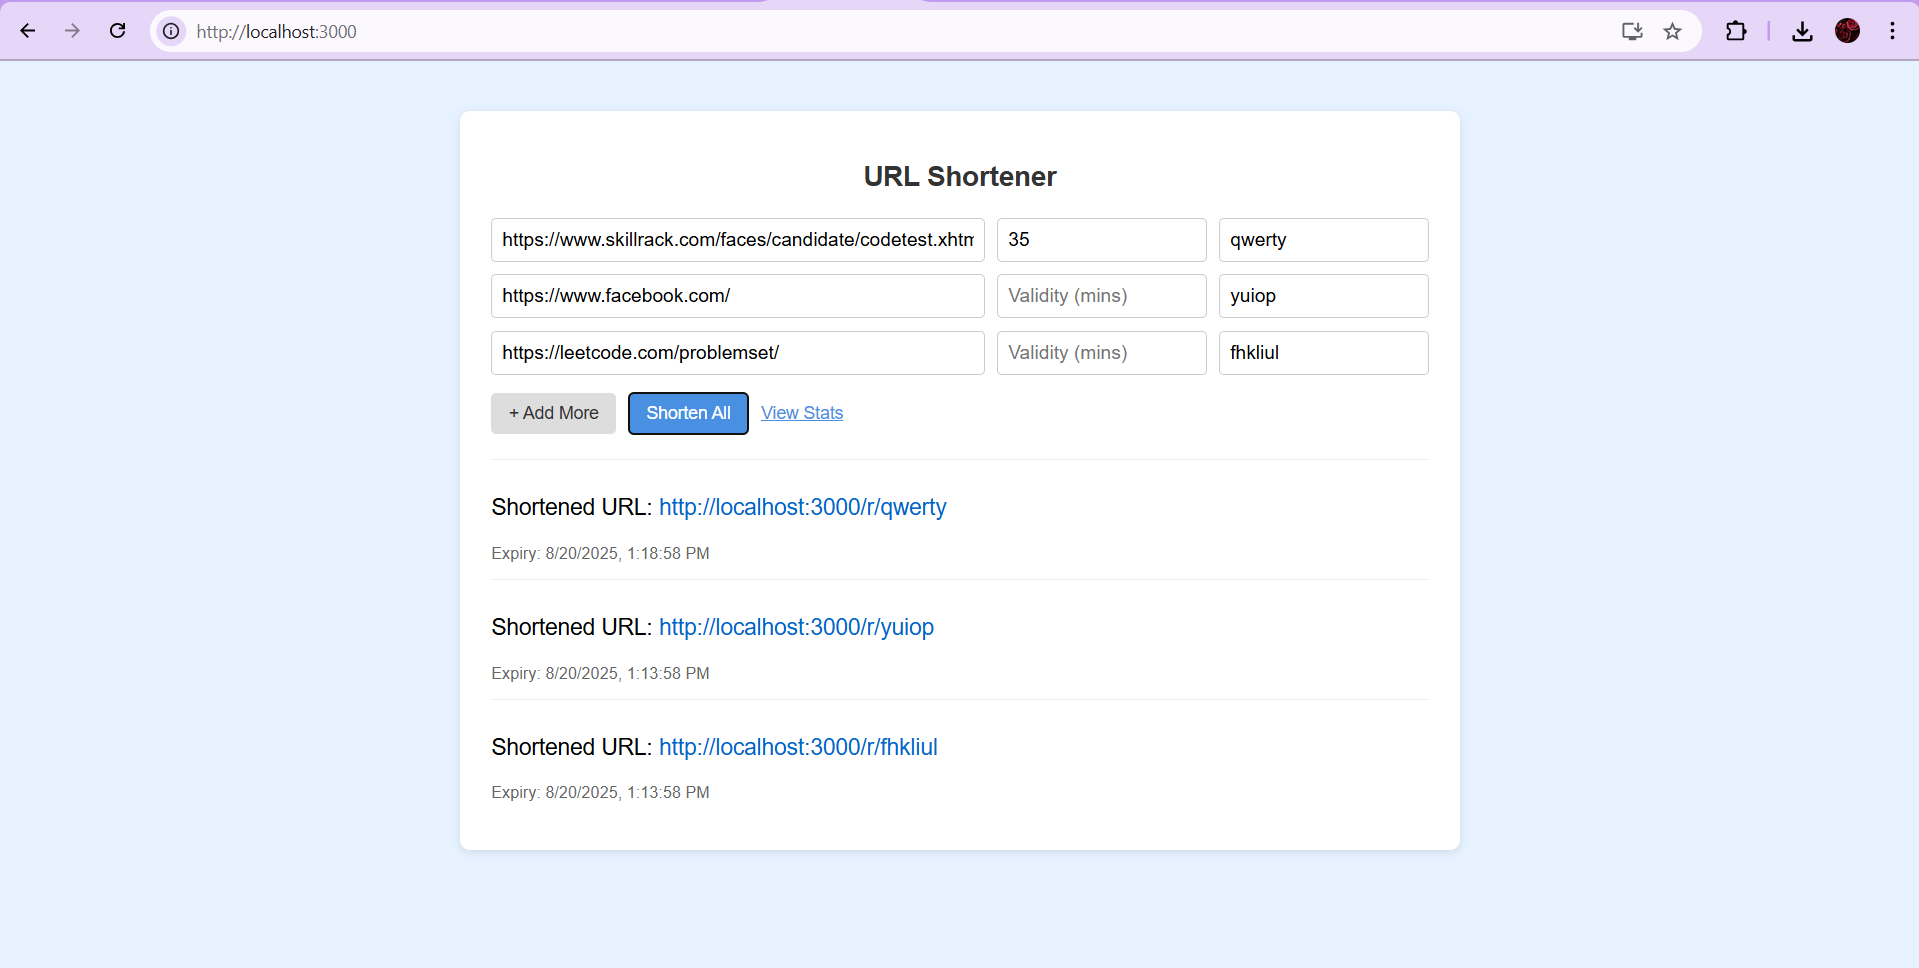 http://localhost:3000
URL Shortener
https://www.skillrack.com/faces/candidate/codetest.xhtm 35 qwerty
https://www.facebook.com/ Validity (mins) yuiop
https://leetcode.com/problemset/ Validity (mins) fhkliul
+ Add More Shorten All View Stats
Shortened URL: http://localhost:3000/r/qwerty
Expiry: 8/20/2025, 1:18:58 PM
Shortened URL: http://localhost:3000/r/yuiop
Expiry: 8/20/2025, 1:13:58 PM
Shortened URL: http://localhost:3000/r/fhkliul
Expiry: 8/20/2025, 1:13:58 PM